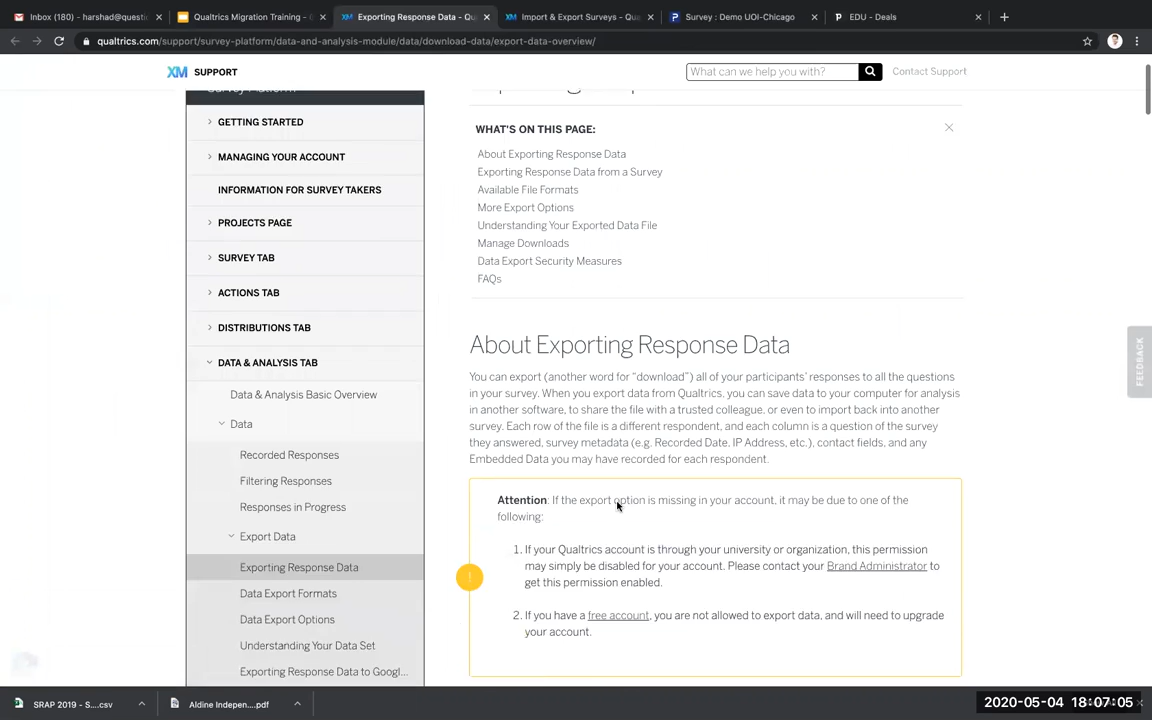 Inbox (180) - harshad@questi
Qualtrics Migration Training - E
Exporting Response Data - Qu
Import & Export Surveys - Qua
Survey : Demo UOI-Chicago
EDU - Deals
qualtrics.com/support/survey-platform/data-and-analysis-module/data/download-data/export-data-overview/
XM SUPPORT
What can we help you with?
Contact Support
GETTING STARTED
MANAGING YOUR ACCOUNT
INFORMATION FOR SURVEY TAKERS
PROJECTS PAGE
SURVEY TAB
ACTIONS TAB
DISTRIBUTIONS TAB
DATA & ANALYSIS TAB
Data & Analysis Basic Overview
Data
Recorded Responses
Filtering Responses
Responses in Progress
Export Data
Exporting Response Data
Data Export Formats
Data Export Options
Understanding Your Data Set
Exporting Response Data to Googl...
WHAT'S ON THIS PAGE:
About Exporting Response Data
Exporting Response Data from a Survey
Available File Formats
More Export Options
Understanding Your Exported Data File
Manage Downloads
Data Export Security Measures
FAQs
About Exporting Response Data
You can export (another word for “download”) all of your participants’ responses to all the questions
in your survey. When you export data from Qualtrics, you can save data to your computer for analysis
in another software, to share the file with a trusted colleague, or even to import back into another
survey. Each row of the file is a different respondent, and each column is a question of the survey
they answered, survey metadata (e.g. Recorded Date, IP Address, etc.), contact fields, and any
Embedded Data you may have recorded for each respondent.
Attention: If the export option is missing in your account, it may be due to one of the
following:
1. If your Qualtrics account is through your university or organization, this permission
may simply be disabled for your account. Please contact your Brand Administrator to
get this permission enabled.
2. If you have a free account, you are not allowed to export data, and will need to upgrade
your account.
FEEDBACK
SRAP 2019 - S....csv
Aldine Indepen....pdf
2020-05-04 18:07:05